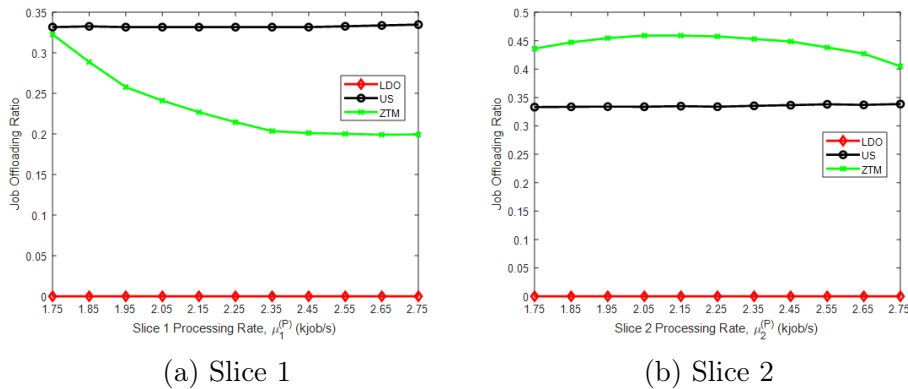 0.35
0.3
0.25
0.2
0.15
0.1
0.05
0
Job Offloading Ratio
LDO
US
ZTM
1.75 1.85 1.95 2.05 2.15 2.25 2.35 2.45 2.55 2.65 2.75
Slice 1 Processing Rate, μ₁⁽ᴾ⁾ (kjob/s)
(a) Slice 1
0.5
0.45
0.4
0.35
0.3
0.25
0.2
0.15
0.1
0.05
0
Job Offloading Ratio
LDO
US
ZTM
1.75 1.85 1.95 2.05 2.15 2.25 2.35 2.45 2.55 2.65 2.75
Slice 2 Processing Rate, μ₂⁽ᴾ⁾ (kjob/s)
(b) Slice 2